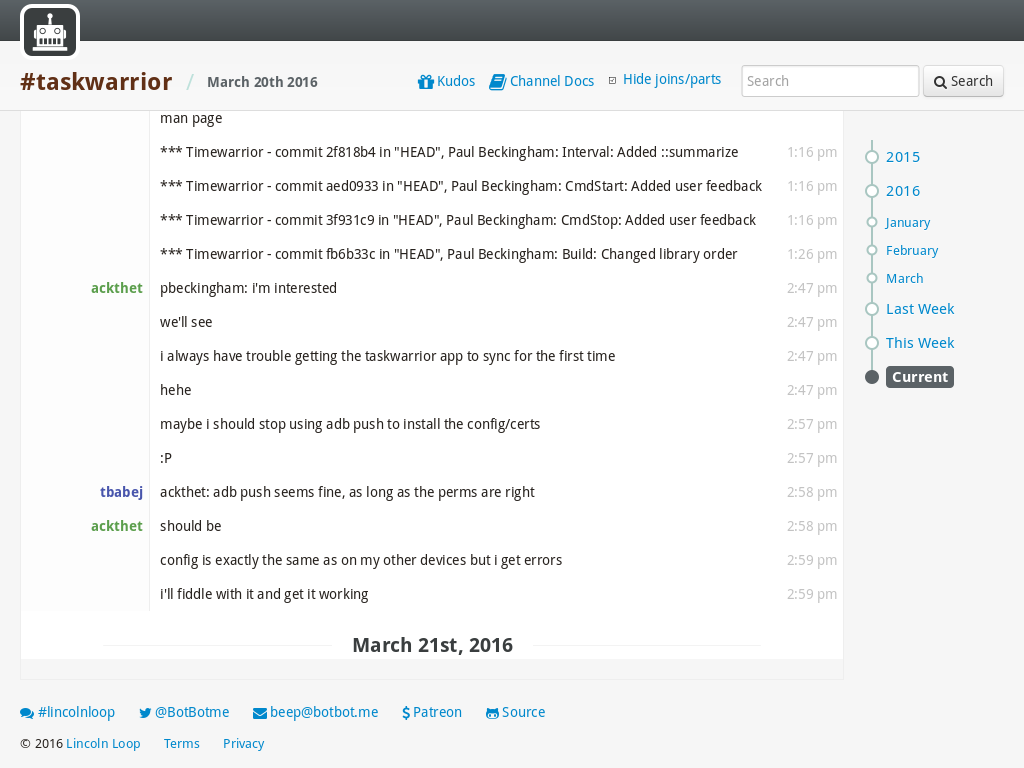 #taskwarrior / March 20th 2016 Kudos Channel Docs Hide joins/parts Search Search
man page
*** Timewarrior - commit 2f818b4 in "HEAD", Paul Beckingham: Interval: Added ::summarize 1:16 pm
*** Timewarrior - commit aed0933 in "HEAD", Paul Beckingham: CmdStart: Added user feedback 1:16 pm
*** Timewarrior - commit 3f931c9 in "HEAD", Paul Beckingham: CmdStop: Added user feedback 1:16 pm
*** Timewarrior - commit fb6b33c in "HEAD", Paul Beckingham: Build: Changed library order 1:26 pm
ackthet pbeckingham: i'm interested 2:47 pm
we'll see 2:47 pm
i always have trouble getting the taskwarrior app to sync for the first time 2:47 pm
hehe 2:47 pm
maybe i should stop using adb push to install the config/certs 2:57 pm
:P 2:57 pm
tbabej ackthet: adb push seems fine, as long as the perms are right 2:58 pm
ackthet should be 2:58 pm
config is exactly the same as on my other devices but i get errors 2:59 pm
i'll fiddle with it and get it working 2:59 pm
March 21st, 2016
2015
2016
January
February
March
Last Week
This Week
Current
#lincolnloop @BotBotme beep@botbot.me Patreon Source
© 2016 Lincoln Loop Terms Privacy